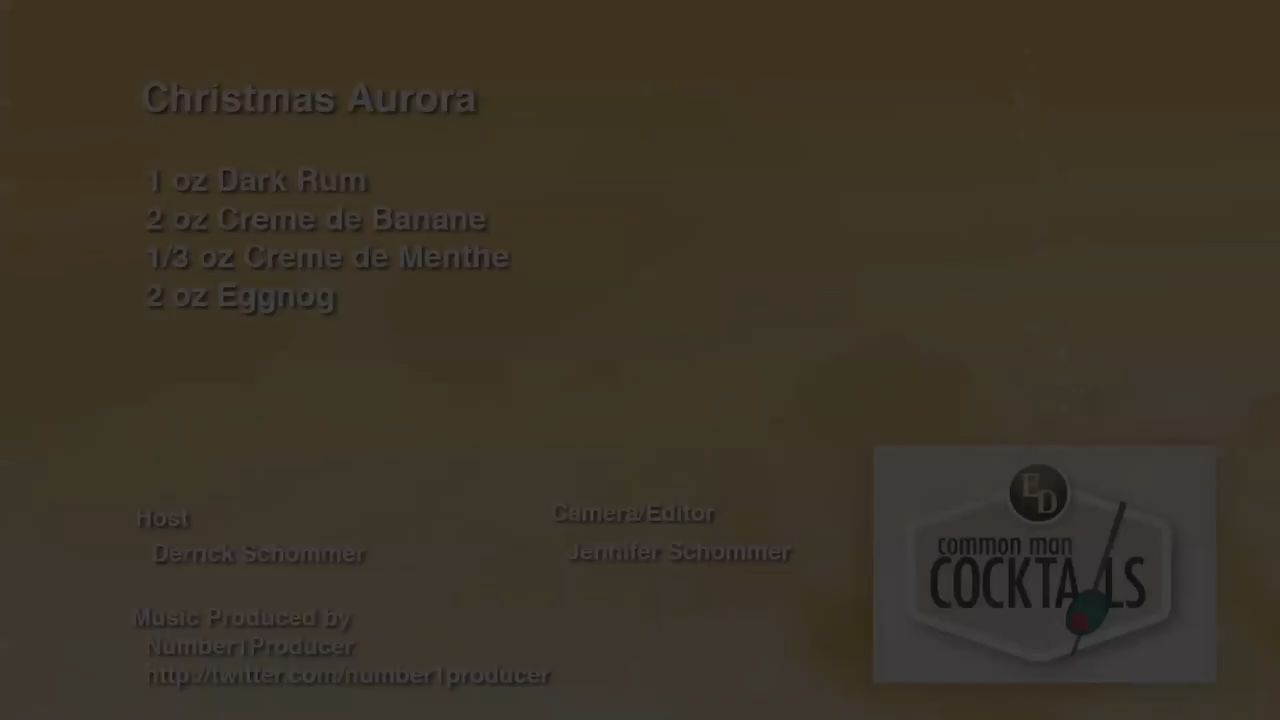 Christmas Aurora
1 oz Dark Rum
2 oz Creme de Banane
1/3 oz Creme de Menthe
2 oz Eggnog
Host
Derrick Schommer
Camera/Editor
Jennifer Schommer
Music Produced by
Number1Producer
http://twitter.com/number1producer
ED
common man
COCKTAILS